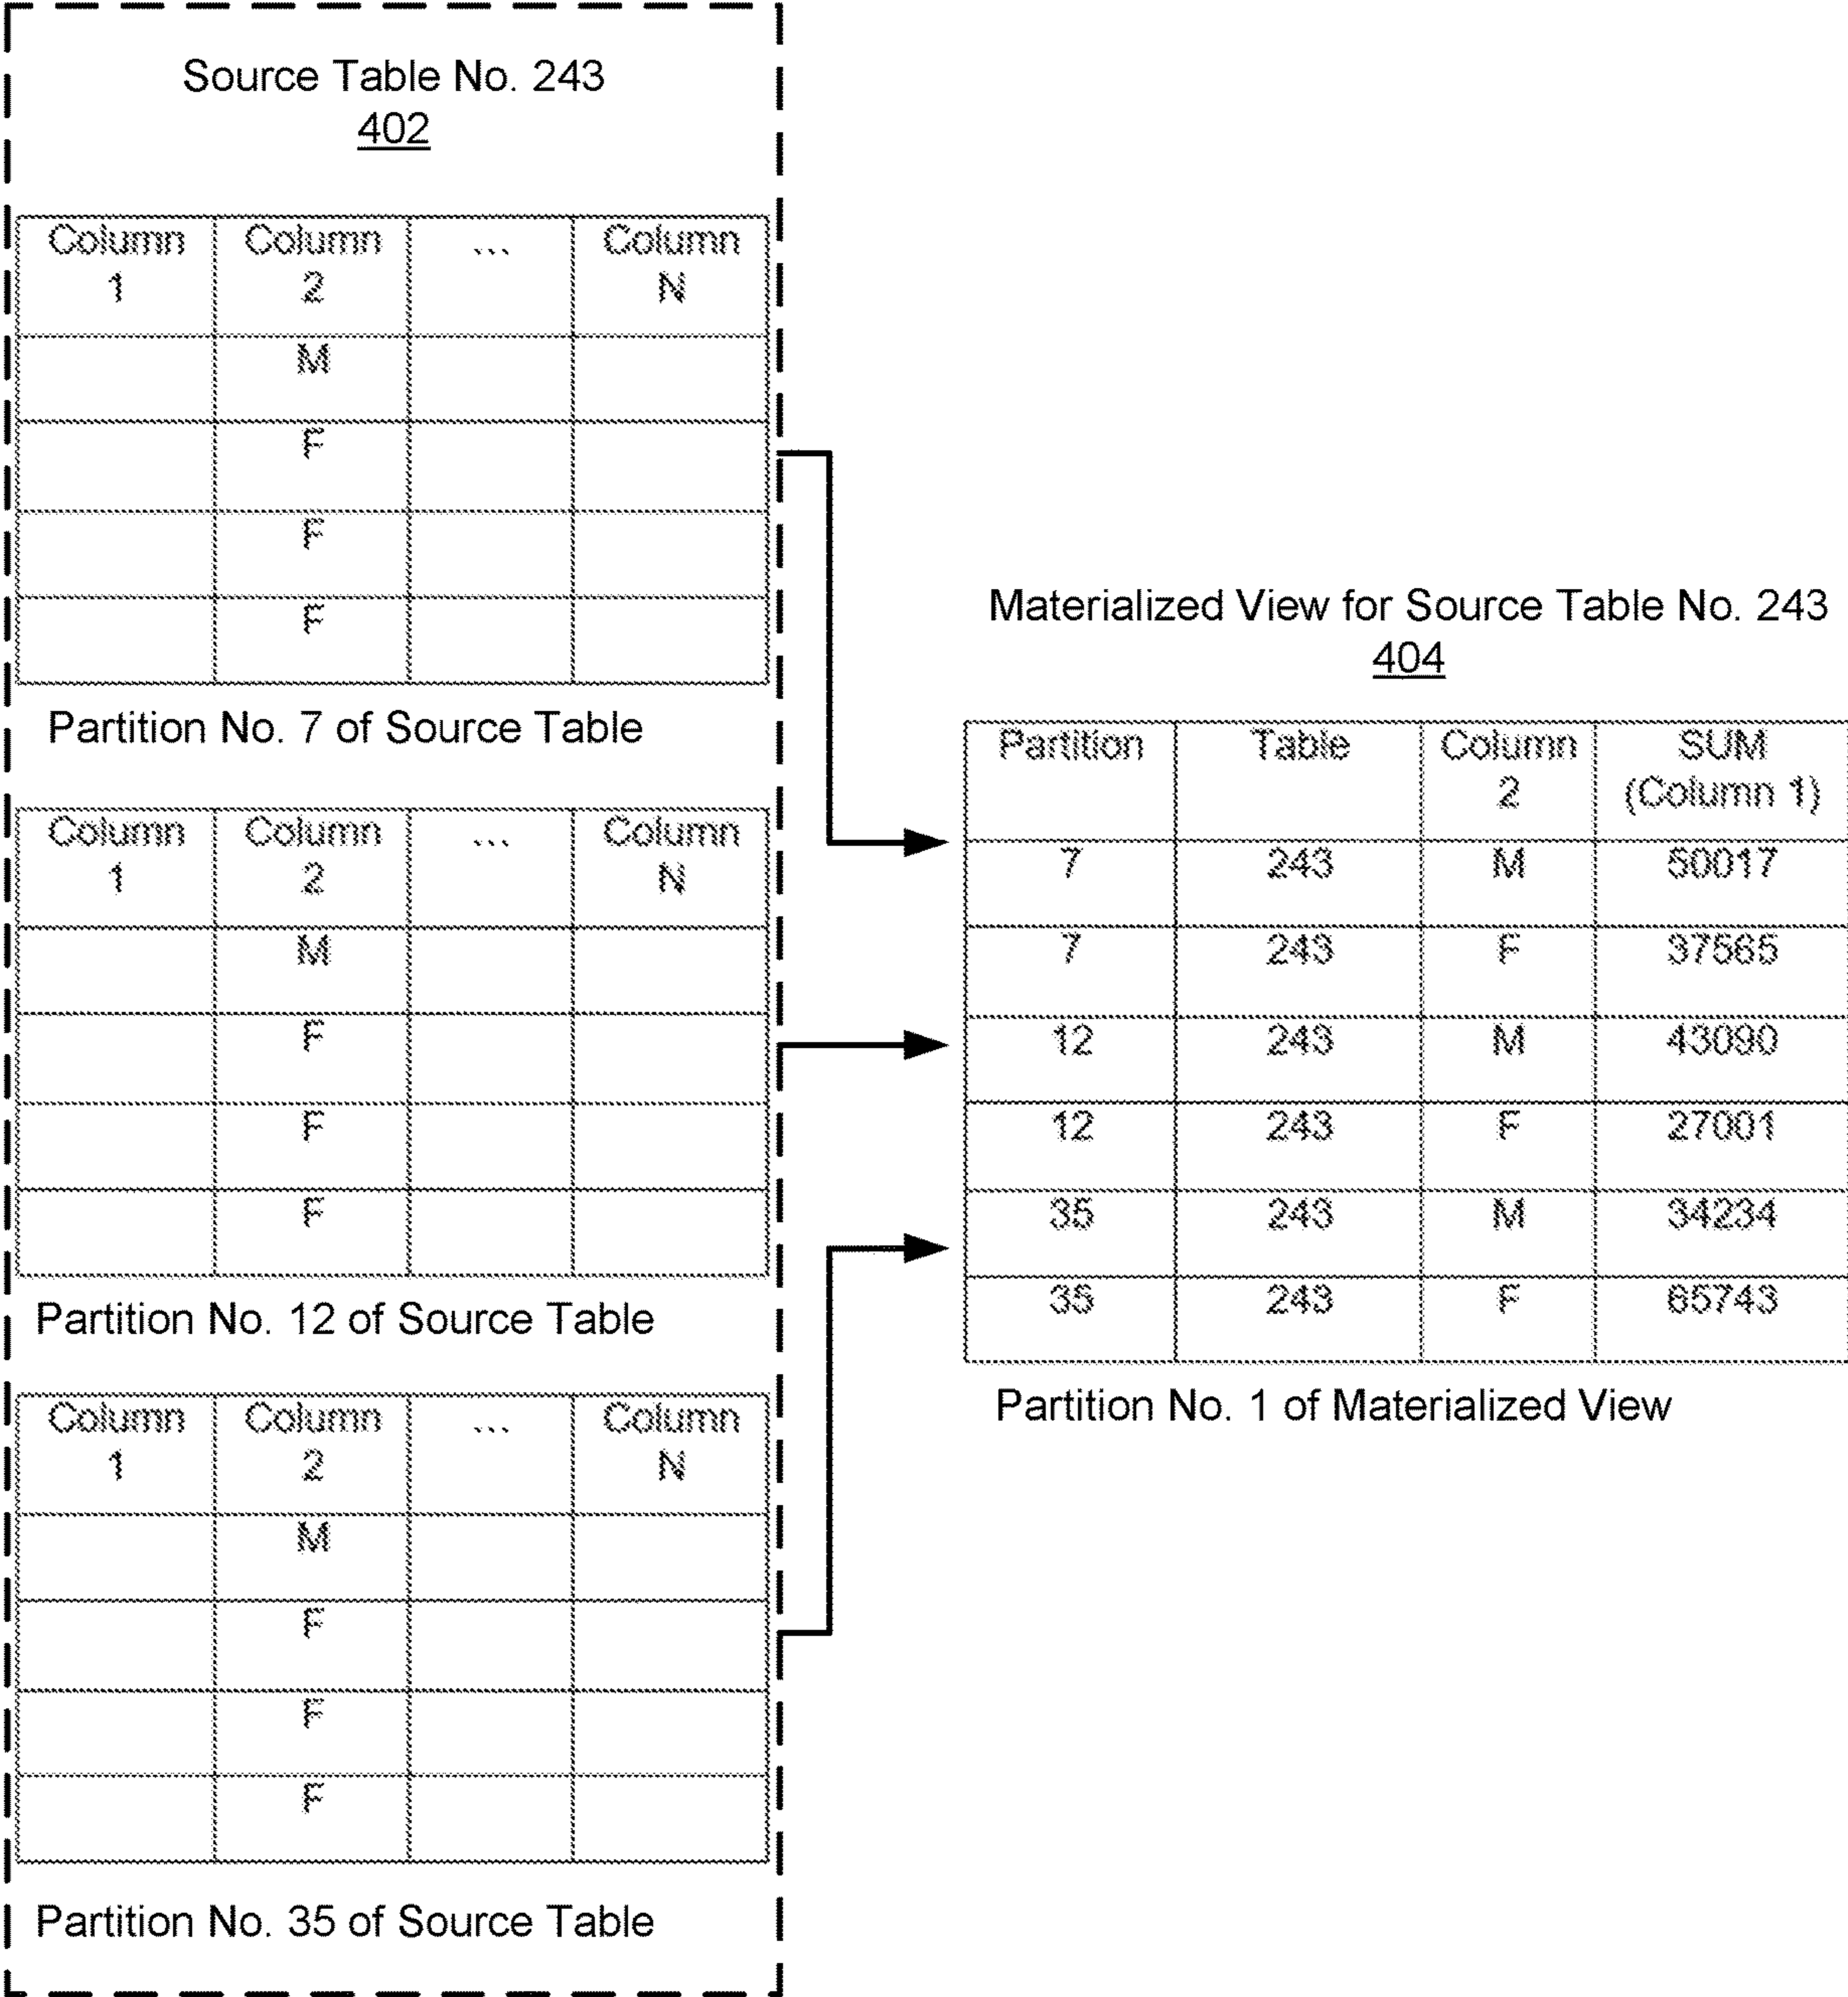 Source Table No. 243
402
Column Column ... Column
1 2 N
M
F
F
F
Partition No. 7 of Source Table
Column Column ... Column
1 2 N
M
F
F
F
Partition No. 12 of Source Table
Column Column ... Column
1 2 N
M
F
F
F
Partition No. 35 of Source Table
Materialized View for Source Table No. 243
404
Partition Table Column SUM
2 (Column 1)
7 243 M 50017
7 243 F 37565
12 243 M 43090
12 243 F 27001
35 243 M 34234
35 243 F 65743
Partition No. 1 of Materialized View